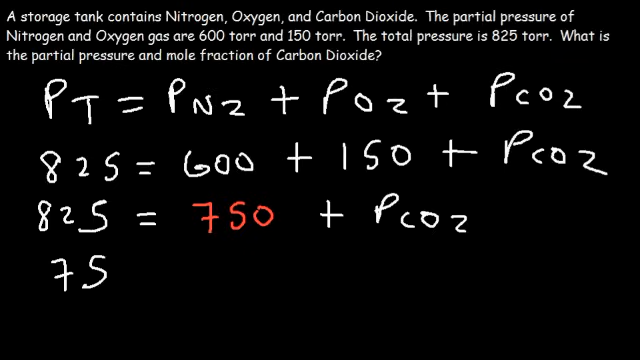 A storage tank contains Nitrogen, Oxygen, and Carbon Dioxide. The partial pressure of
Nitrogen and Oxygen gas are 600 torr and 150 torr. The total pressure is 825 torr. What is
the partial pressure and mole fraction of Carbon Dioxide?
PT = PN2 + PO2 + PCO2
825 = 600 + 150 + PCO2
825 = 750 + PCO2
75